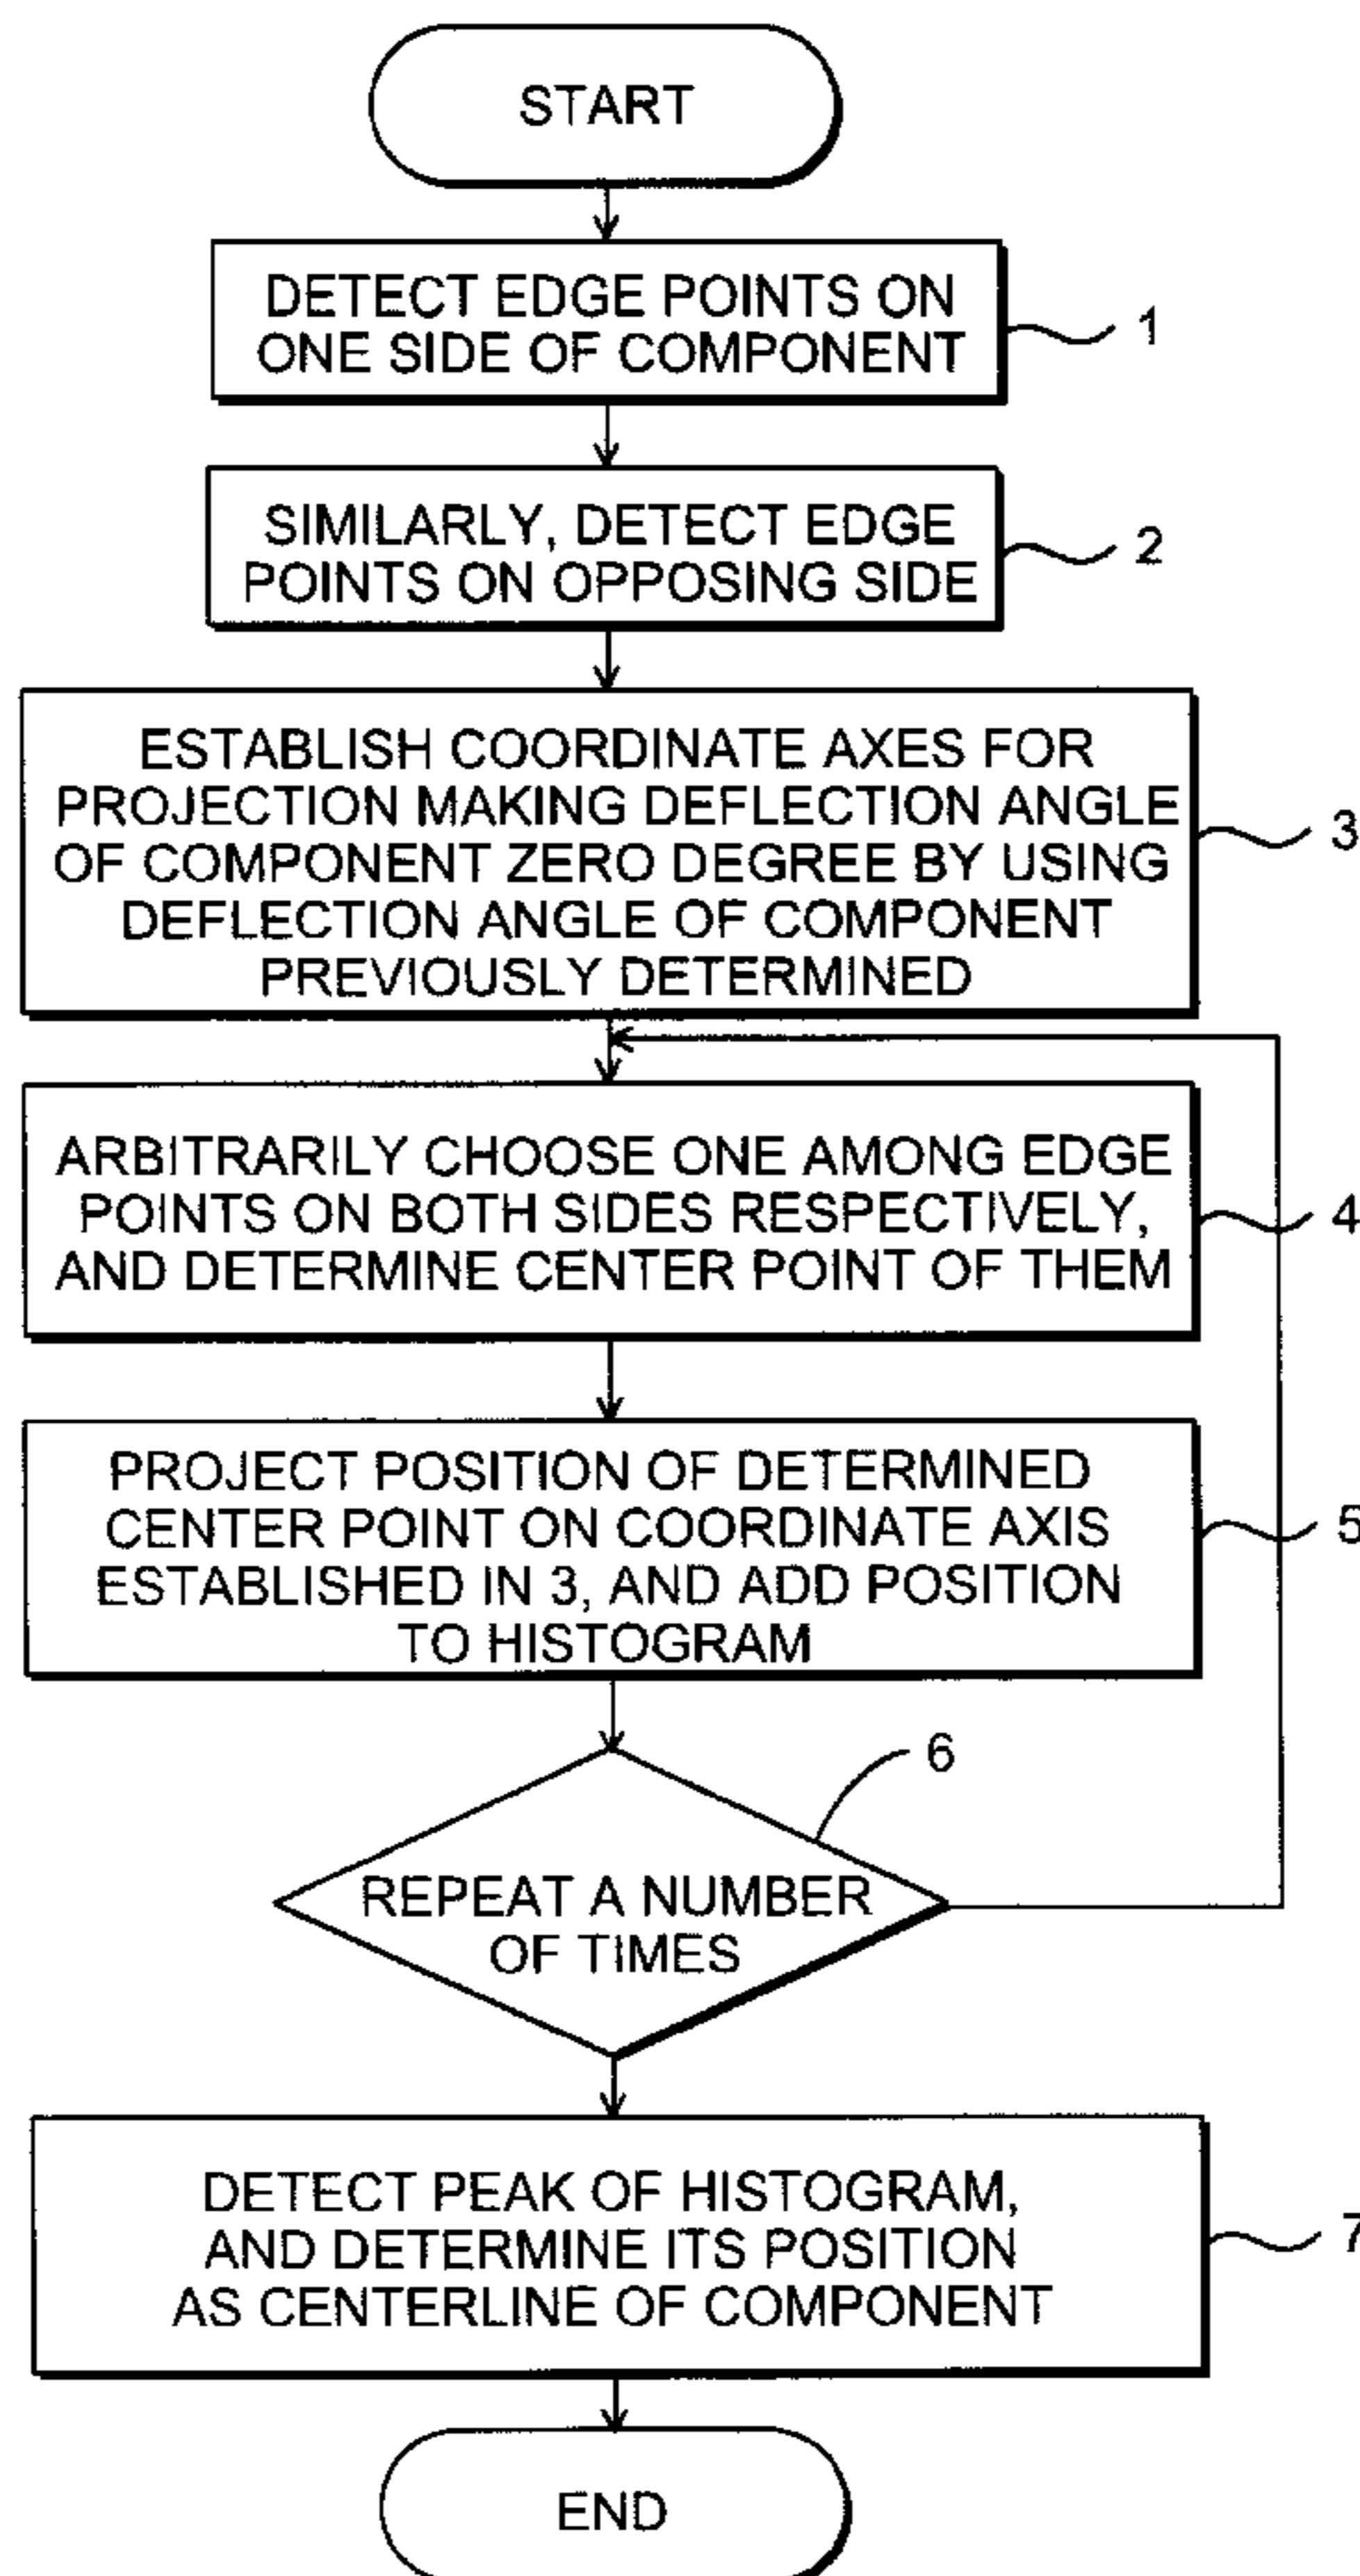 START
DETECT EDGE POINTS ON
ONE SIDE OF COMPONENT
1
SIMILARLY, DETECT EDGE
POINTS ON OPPOSING SIDE
2
ESTABLISH COORDINATE AXES FOR
PROJECTION MAKING DEFLECTION ANGLE
OF COMPONENT ZERO DEGREE BY USING
DEFLECTION ANGLE OF COMPONENT
PREVIOUSLY DETERMINED
3
ARBITRARILY CHOOSE ONE AMONG EDGE
POINTS ON BOTH SIDES RESPECTIVELY,
AND DETERMINE CENTER POINT OF THEM
4
PROJECT POSITION OF DETERMINED
CENTER POINT ON COORDINATE AXIS
ESTABLISHED IN 3, AND ADD POSITION
TO HISTOGRAM
5
6
REPEAT A NUMBER
OF TIMES
DETECT PEAK OF HISTOGRAM,
AND DETERMINE ITS POSITION
AS CENTERLINE OF COMPONENT
7
END